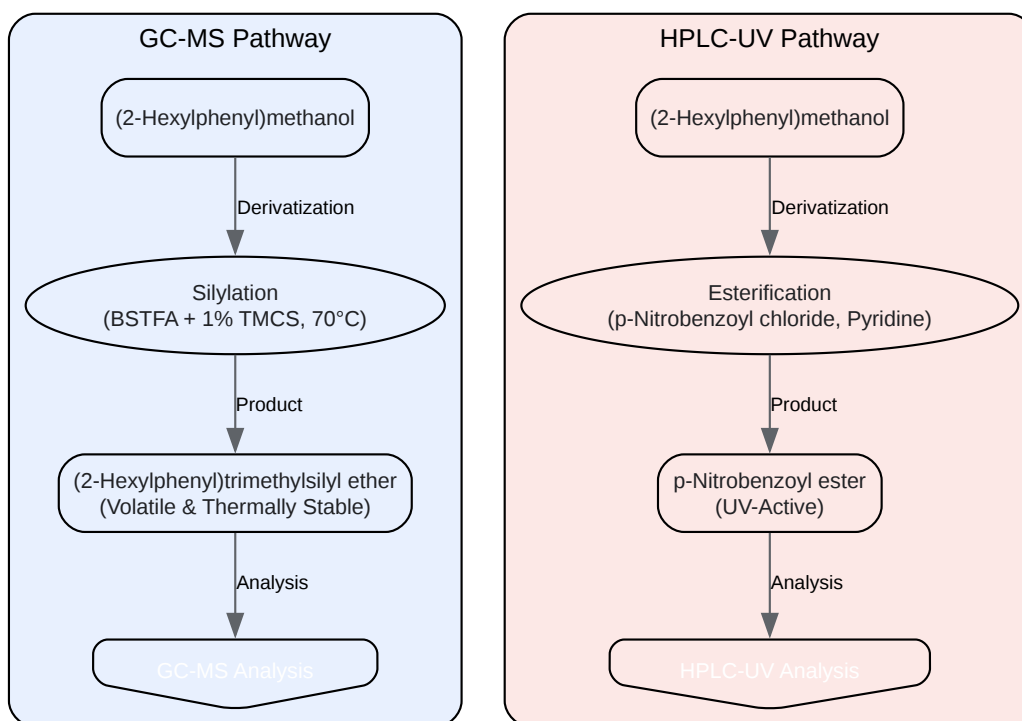 GC-MS Pathway
(2-Hexylphenyl)methanol
Derivatization
Silylation
(BSTFA + 1% TMCS, 70°C)
Product
(2-Hexylphenyl)trimethylsilyl ether
(Volatile & Thermally Stable)
Analysis
GC-MS Analysis
HPLC-UV Pathway
(2-Hexylphenyl)methanol
Derivatization
Esterification
(p-Nitrobenzoyl chloride, Pyridine)
Product
p-Nitrobenzoyl ester
(UV-Active)
Analysis
HPLC-UV Analysis